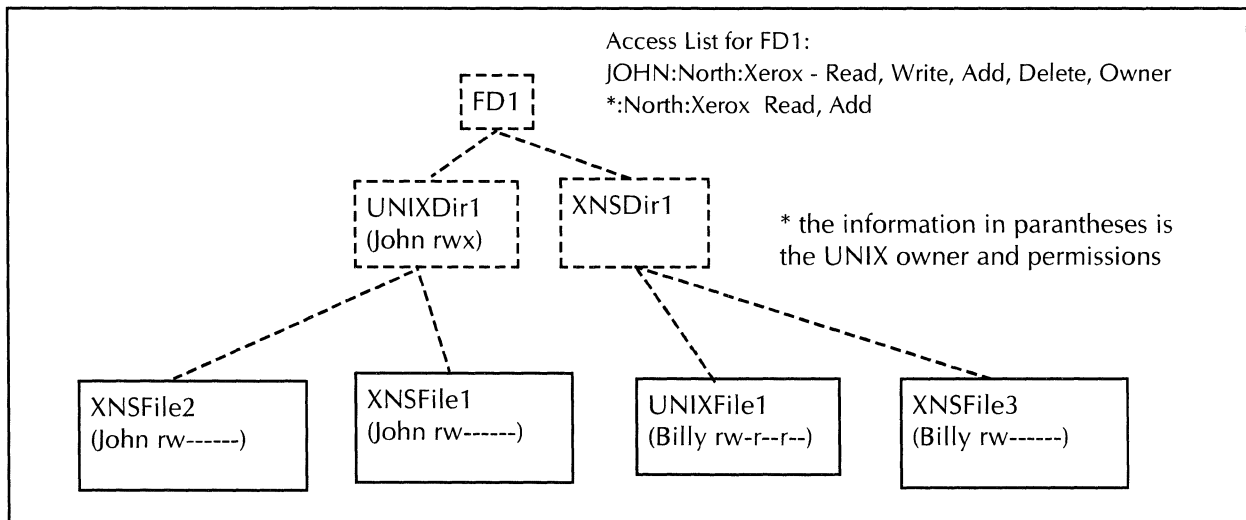 Access List for FD1:
JOHN:North:Xerox - Read, Write, Add, Delete, Owner
*:North:Xerox Read, Add
FD1
UNIXDir1
(John rwx)
XNSDir1
* the information in parantheses is
the UNIX owner and permissions
XNSFile2
(John rw------)
XNSFile1
(John rw------)
UNIXFile1
(Billy rw-r--r--)
XNSFile3
(Billy rw------)